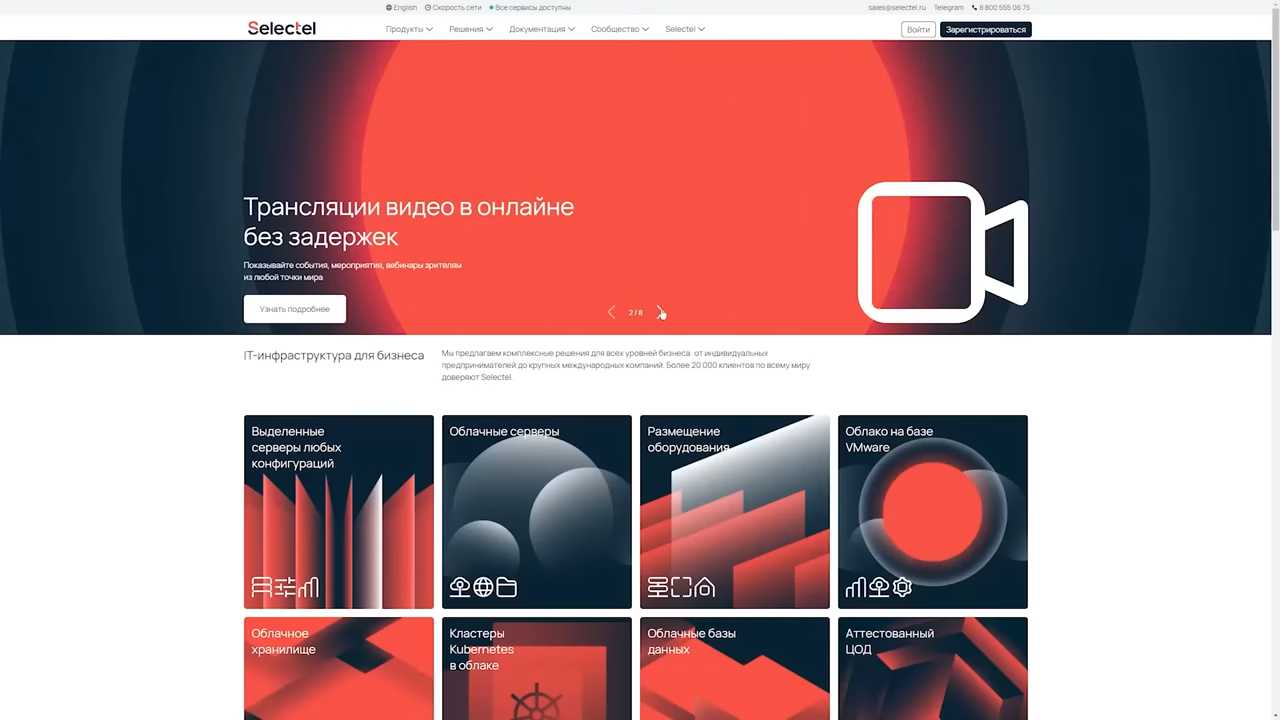 English Скорость сети Все сервисы доступны sales@selectel.ru Telegram 8 800 555 06 75
Selectel Продукты Решения Документация Сообщество Selectel Войти Зарегистрироваться
Трансляции видео в онлайне
без задержек
Показывайте события, мероприятия, вебинары зрителям
из любой точки мира
Узнать подробнее
2 / 8
IT-инфраструктура для бизнеса
Мы предлагаем комплексные решения для всех уровней бизнеса от индивидуальных
предпринимателей до крупных международных компаний. Более 20 000 клиентов по всему миру
доверяют Selectel.
Выделенные
серверы любых
конфигураций
Облачные серверы
Размещение
оборудования
Облако на базе
VMware
Облачное
хранилище
Кластеры
Kubernetes
в облаке
Облачные базы
данных
Аттестованный
ЦОД